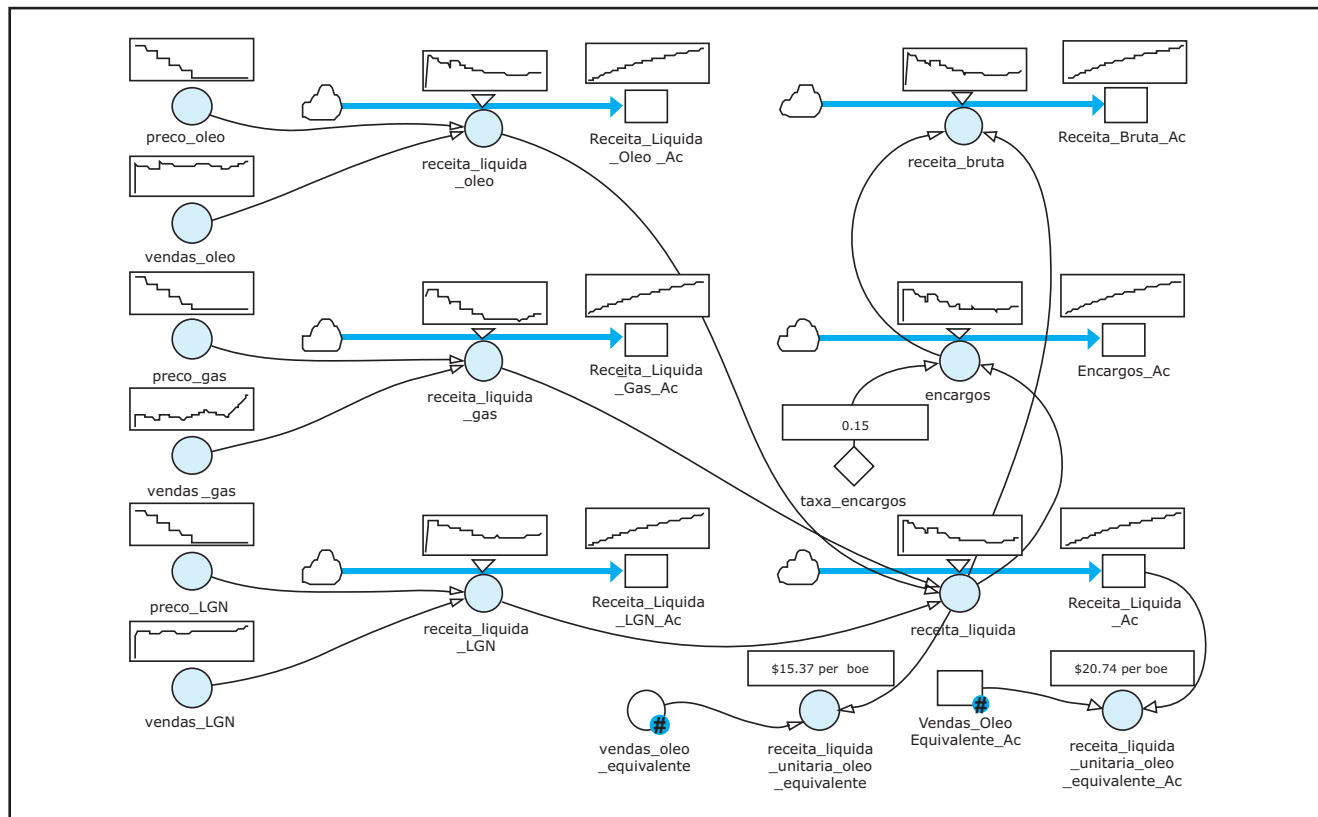 preco_oleo
receita_liquida
_oleo
Receita_Liquida
_Oleo _Ac
receita_bruta
Receita_Bruta_Ac
vendas_oleo
preco_gas
receita_liquida
_gas
Receita_Liquida
_Gas_Ac
encargos
Encargos_Ac
0.15
taxa_encargos
vendas _gas
preco_LGN
receita_liquida
_LGN
Receita_Liquida
_LGN_Ac
receita_liquida
Receita_Liquida
_Ac
vendas_LGN
$15.37 per boe
$20.74 per boe
#
vendas_oleo
_equivalente
receita_liquida
_unitaria_oleo
_equivalente
#
Vendas_Oleo
Equivalente_Ac
receita_liquida
_unitaria_oleo
_equivalente_Ac